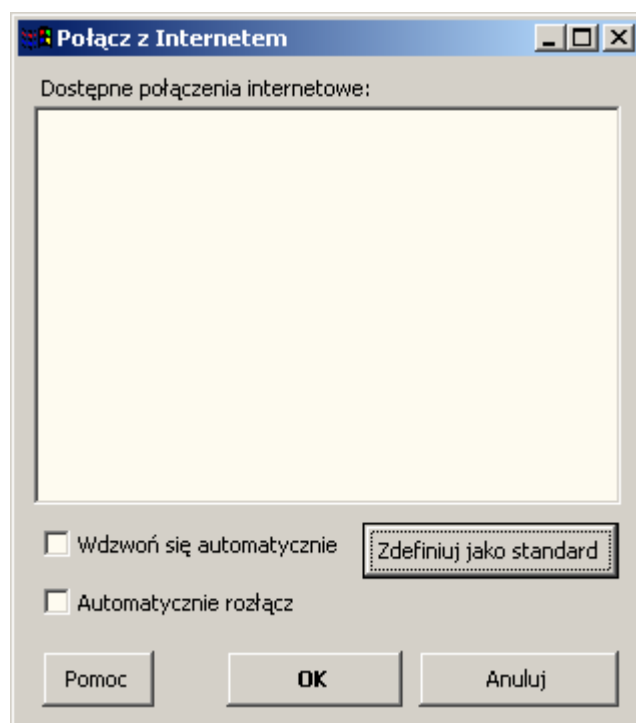 Połącz z Internetem
Dostępne połączenia internetowe:
Wdzwoń się automatycznie
Zdefiniuj jako standard
Automatycznie rozłącz
Pomoc
OK
Anuluj